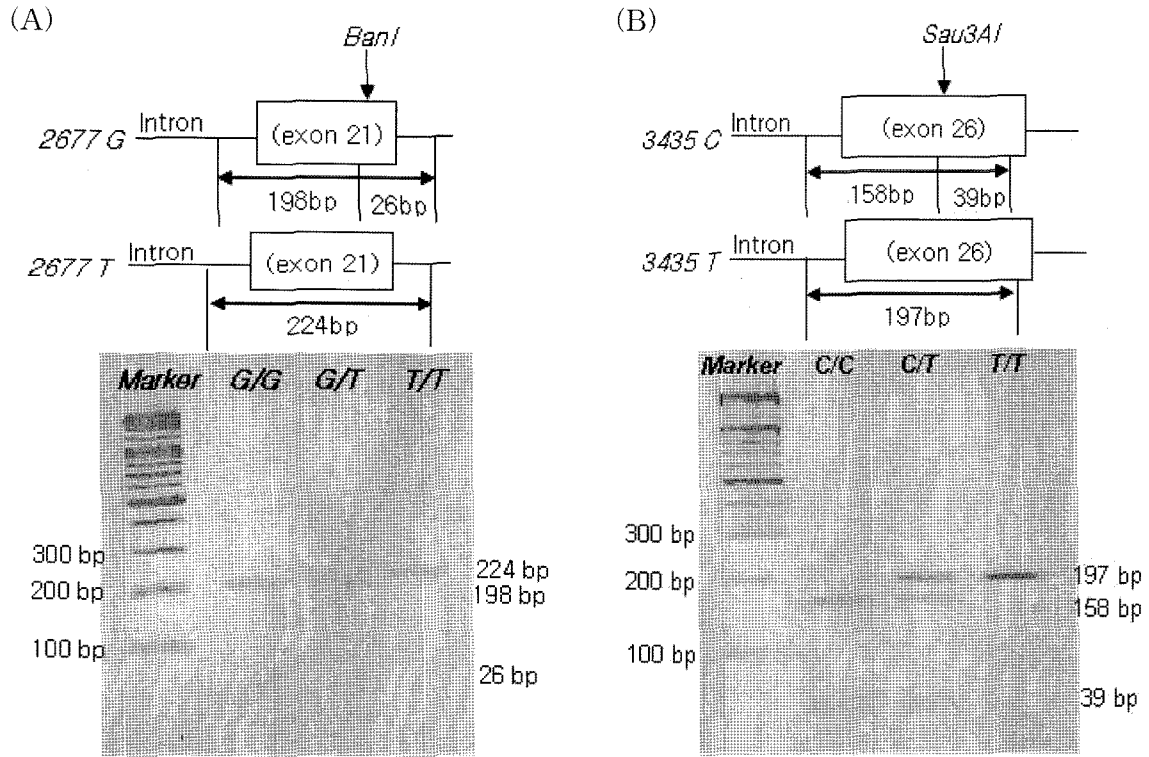 (A)
BanI
2677 G
Intron
(exon 21)
198bp
26bp
2677 T
Intron
(exon 21)
224bp
Marker
G/G
G/T
T/T
300 bp
200 bp
100 bp
224 bp
198 bp
26 bp
(B)
Sau3AI
3435 C
Intron
(exon 26)
158bp
39bp
3435 T
Intron
(exon 26)
197bp
Marker
C/C
C/T
T/T
300 bp
200 bp
100 bp
197 bp
158 bp
39 bp